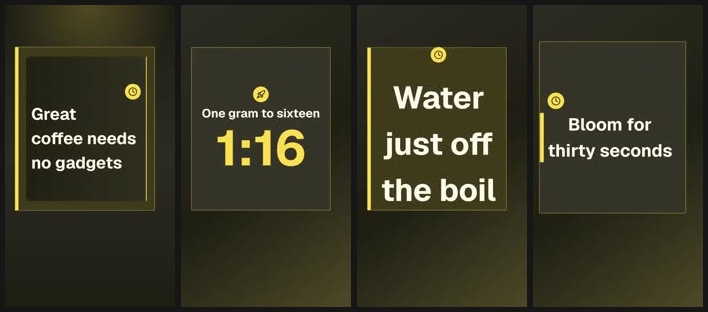 Great
coffee needs
no gadgets
One gram to sixteen
1:16
Water
just off
the boil
Bloom for
thirty seconds